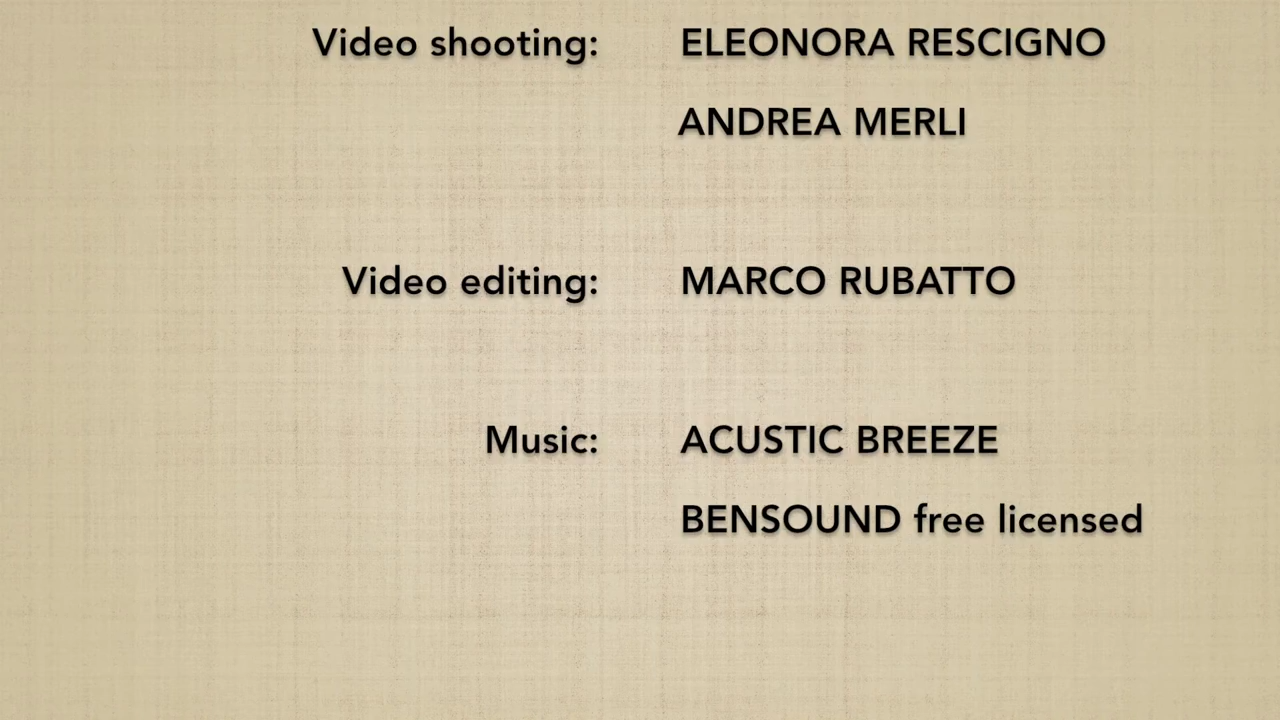 Video shooting: ELEONORA RESCIGNO
ANDREA MERLI
Video editing: MARCO RUBATTO
Music: ACUSTIC BREEZE
BENSOUND free licensed